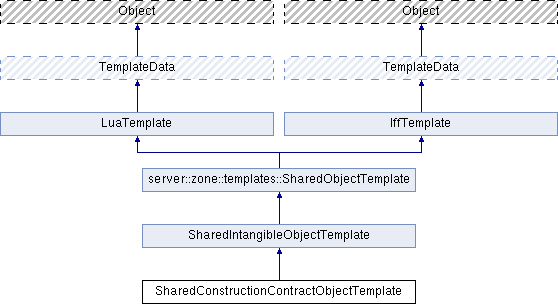 Object Object
TemplateData TemplateData
LuaTemplate IffTemplate
server::zone::templates::SharedObjectTemplate
SharedIntangibleObjectTemplate
SharedConstructionContractObjectTemplate